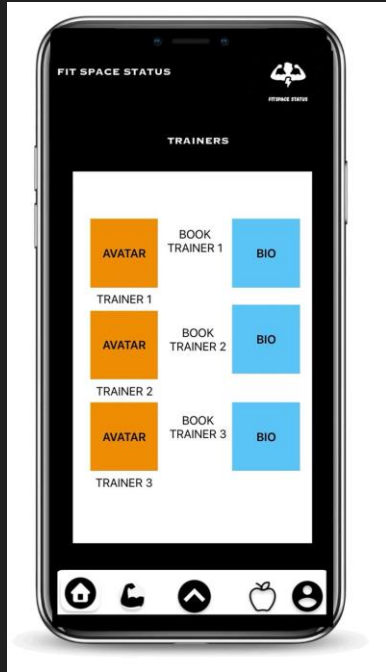 FIT SPACE STATUS
FITSPACE STATUS
TRAINERS
AVATAR
BOOK
TRAINER 1
BIO
TRAINER 1
AVATAR
BOOK
TRAINER 2
BIO
TRAINER 2
AVATAR
BOOK
TRAINER 3
BIO
TRAINER 3